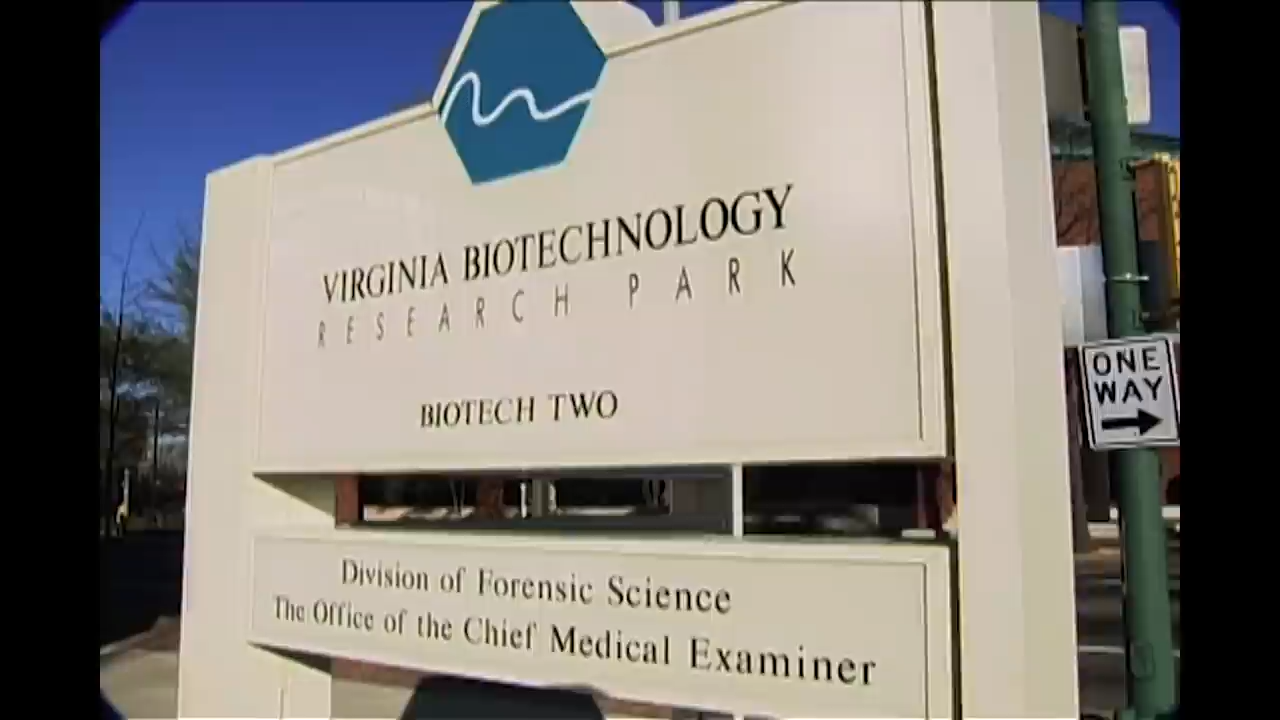 VIRGINIA BIOTECHNOLOGY
RESEARCH PARK
BIOTECH TWO
Division of Forensic Science
The Office of the Chief Medical Examiner
ONE
WAY